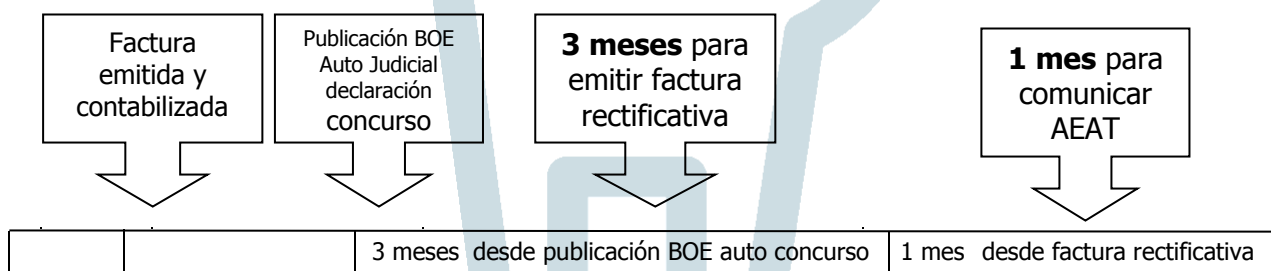 Factura
emitida y
contabilizada
Publicación BOE
Auto Judicial
declaración
concurso
3 meses para
emitir factura
rectificativa
1 mes para
comunicar
AEAT
3 meses desde publicación BOE auto concurso
1 mes desde factura rectificativa